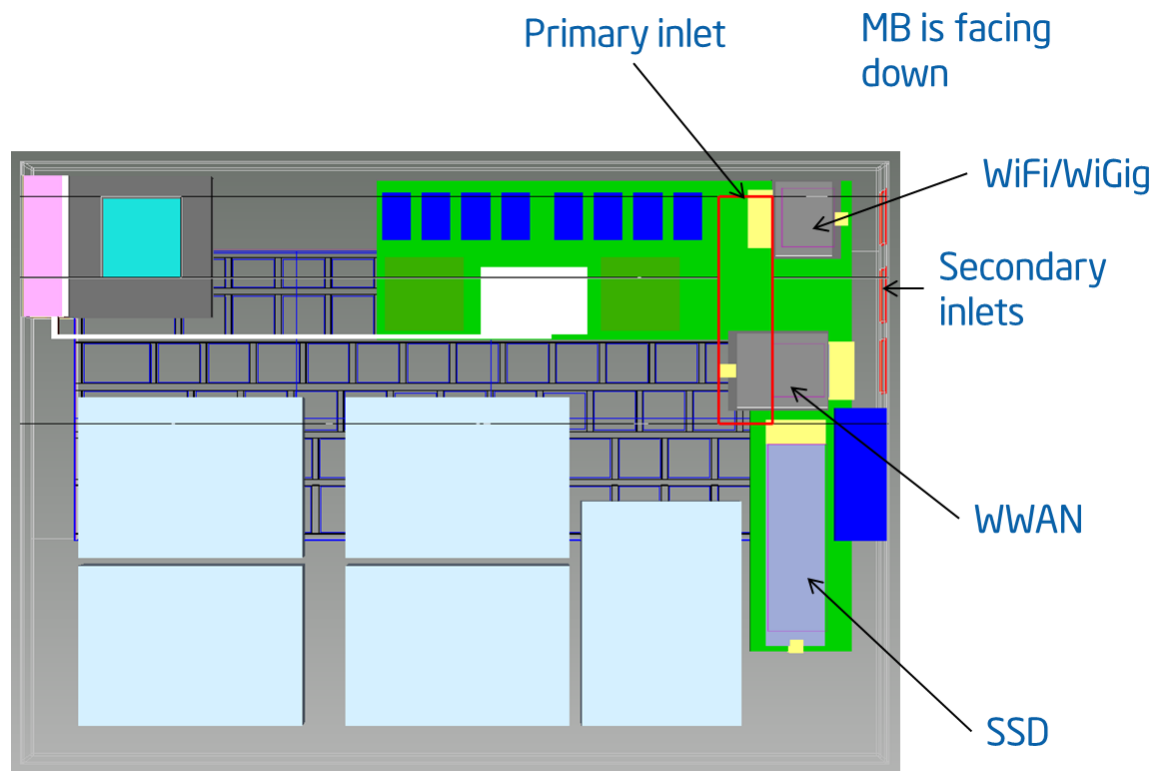 Primary inlet
MB is facing
down
WiFi/WiGig
Secondary
inlets
WWAN
SSD